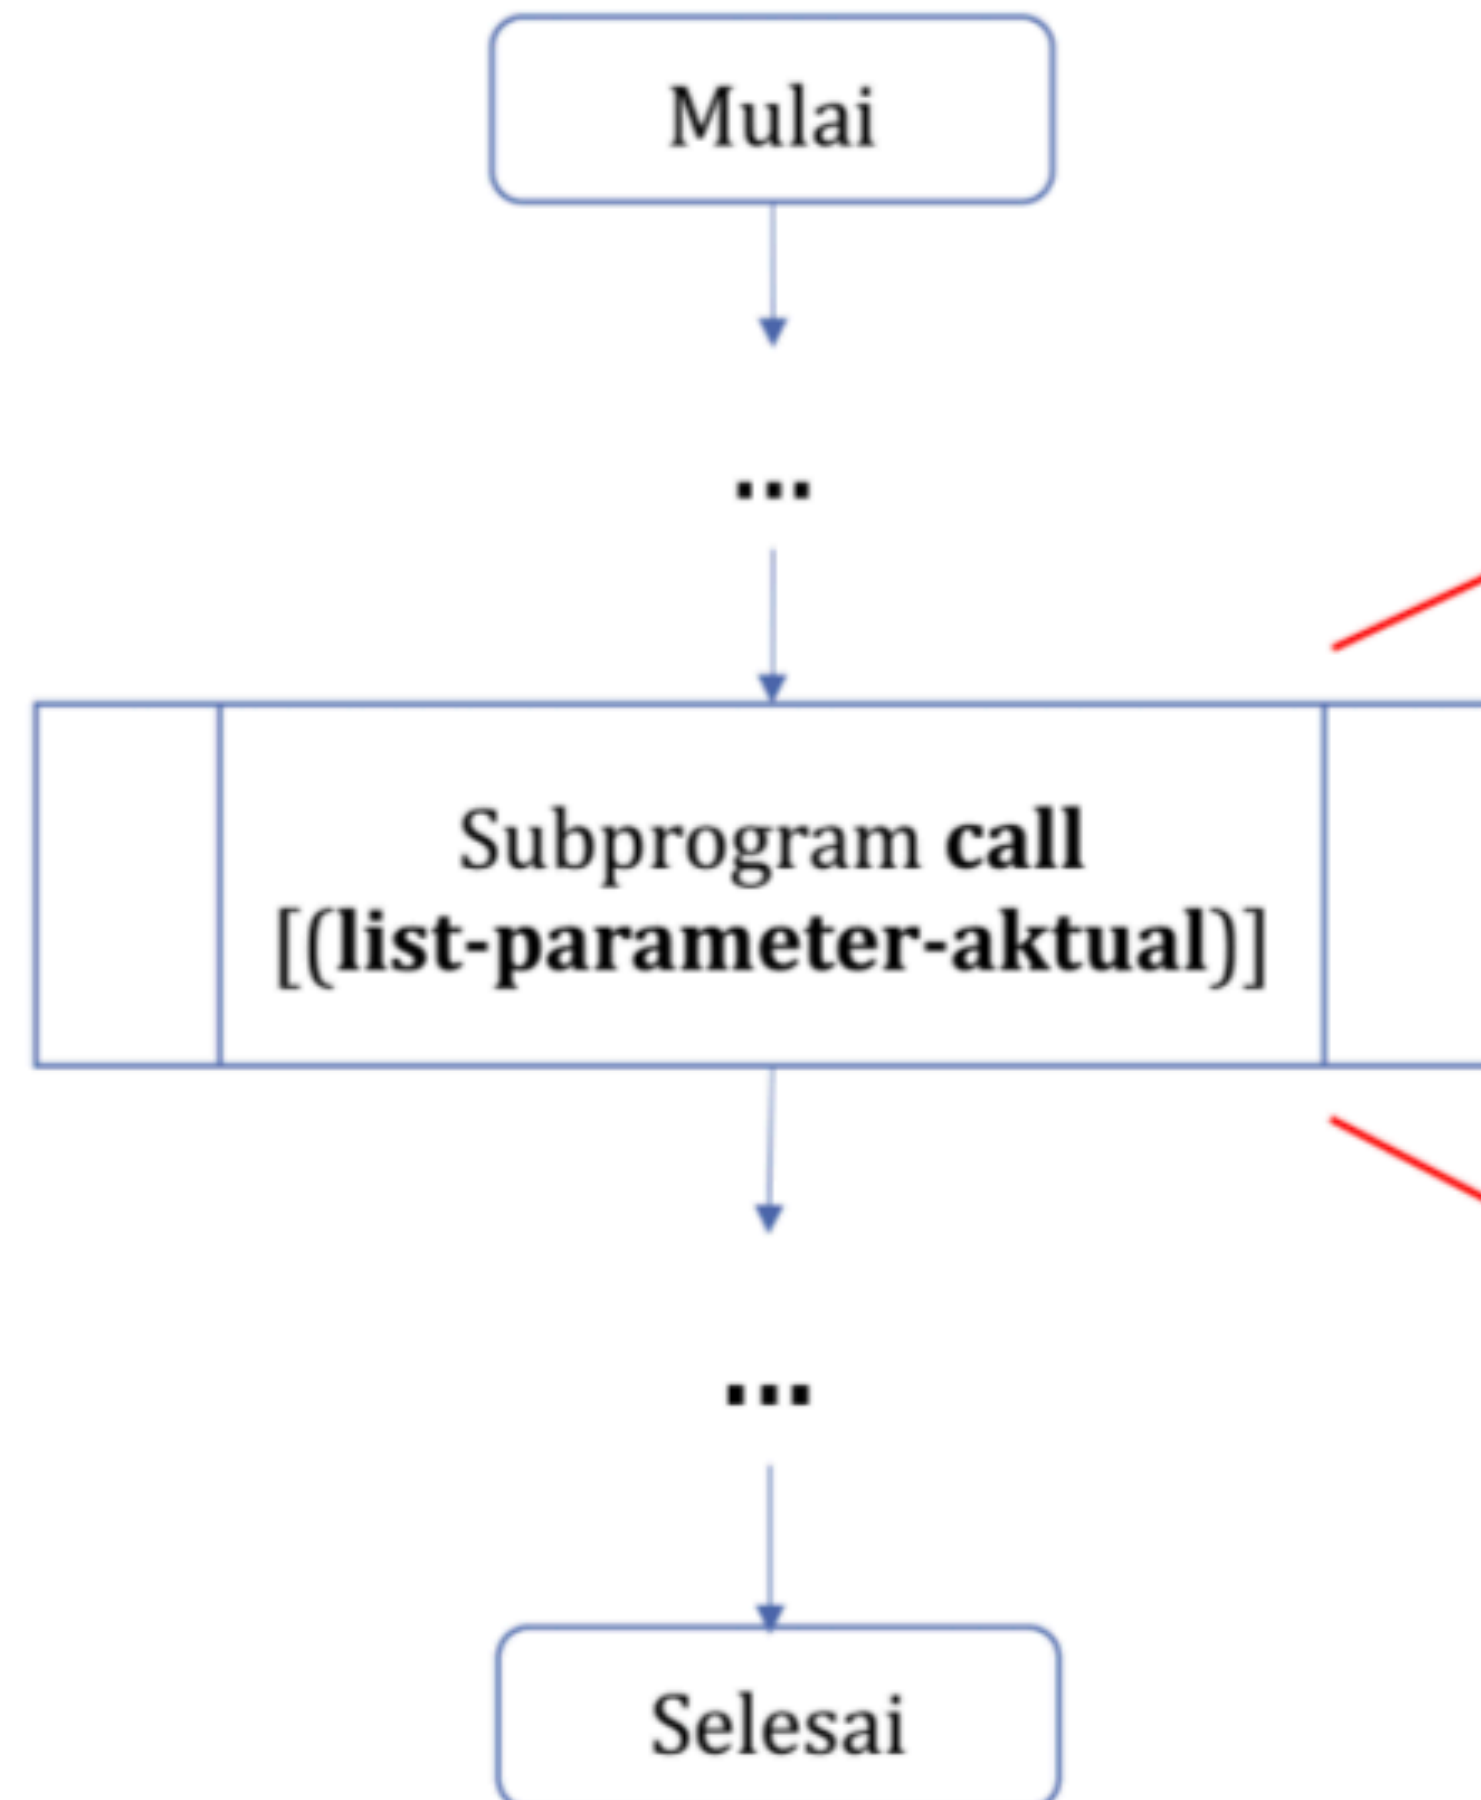 Mulai
...
Subprogram call
[(list-parameter-aktual)]
...
Selesai